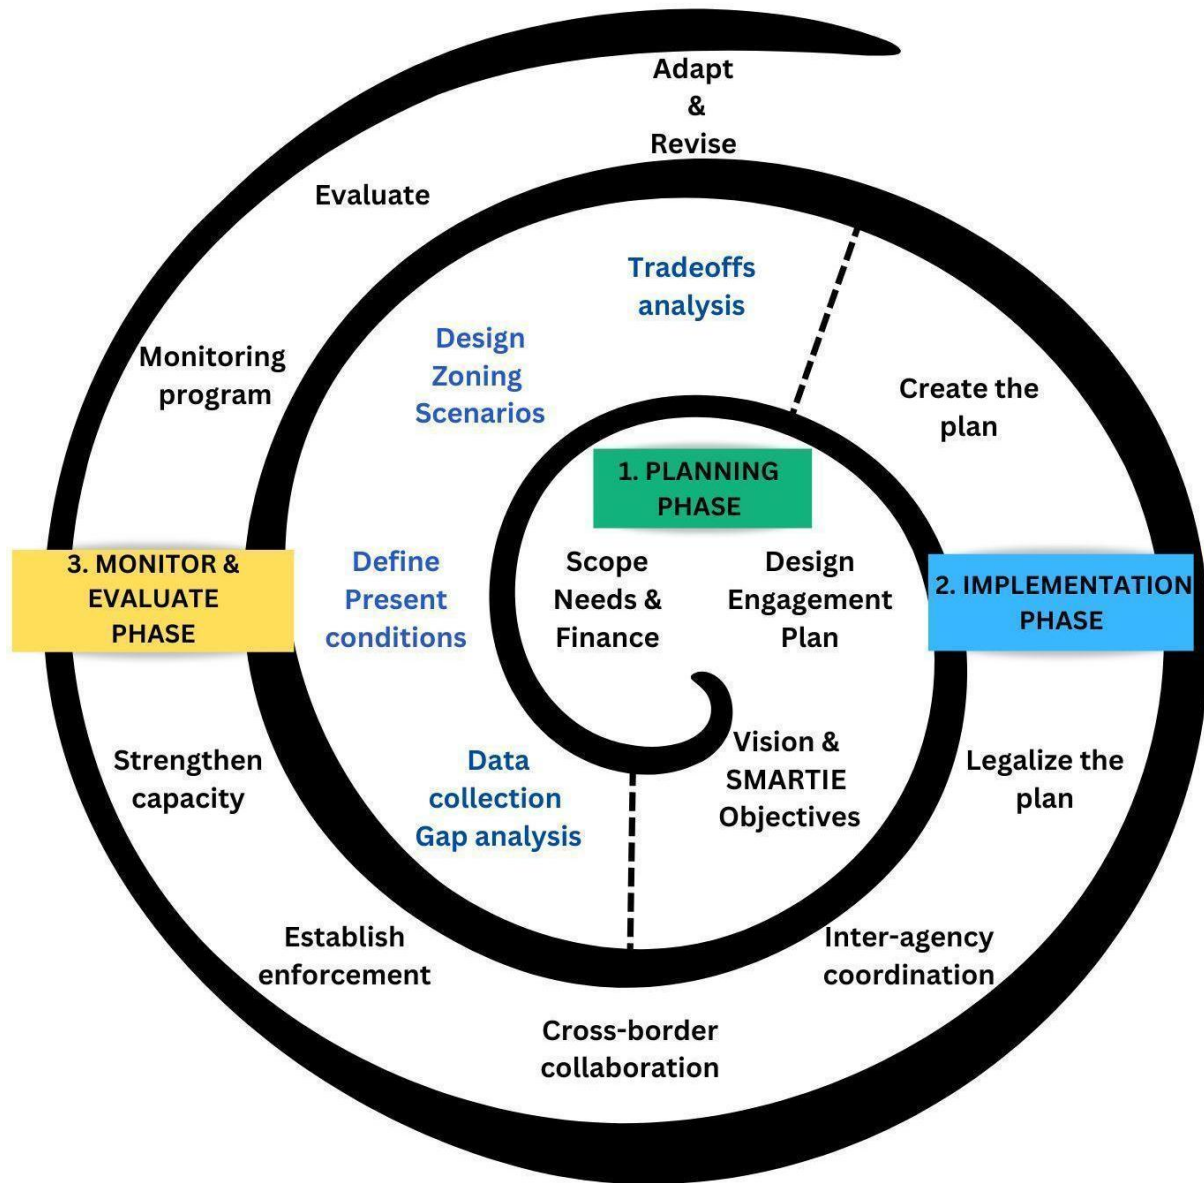 1. PLANNING
PHASE
Scope
Needs &
Finance
Design
Engagement
Plan
Vision &
SMARTIE
Objectives
Data
collection
Gap analysis
Define
Present
conditions
Design
Zoning
Scenarios
Tradeoffs
analysis
Create the
plan
2. IMPLEMENTATION
PHASE
Legalize the
plan
Inter-agency
coordination
Cross-border
collaboration
Establish
enforcement
Strengthen
capacity
3. MONITOR &
EVALUATE
PHASE
Monitoring
program
Evaluate
Adapt
&
Revise